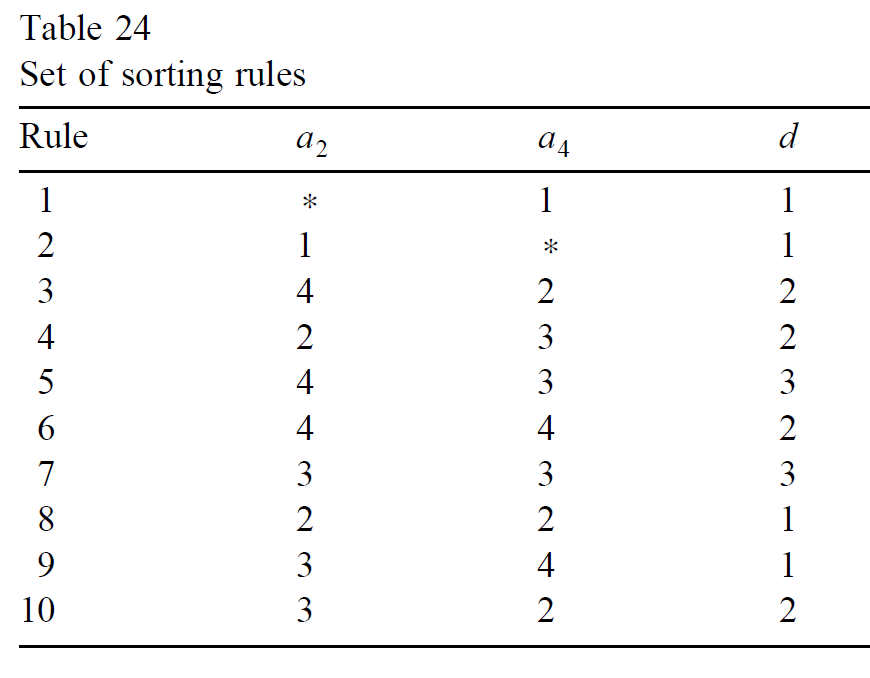 Table 24
Set of sorting rules
Rule a2 a4 d
1 * 1 1
2 1 * 1
3 4 2 2
4 2 3 2
5 4 3 3
6 4 4 2
7 3 3 3
8 2 2 1
9 3 4 1
10 3 2 2